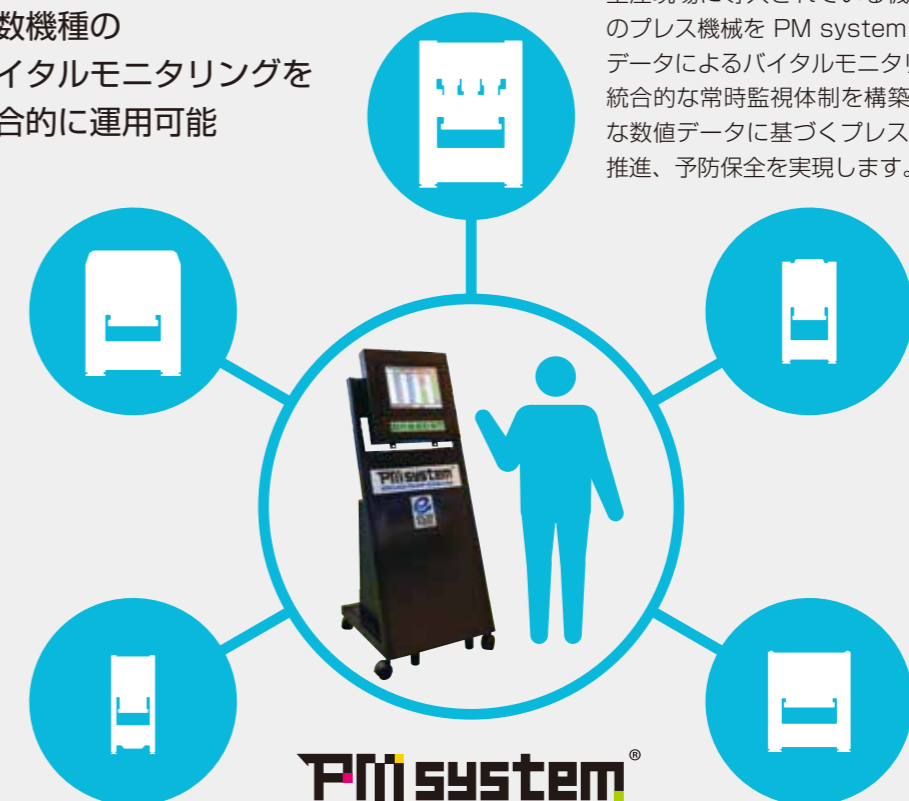 数機種の
イタルモニタリングを
合的に運用可能
のプレス機械を PM system
データによるバイタルモニタリ
統合的な常時監視体制を構築
な数値データに基づくプレス
推進、予防保全を実現します。
PM system
PM system®